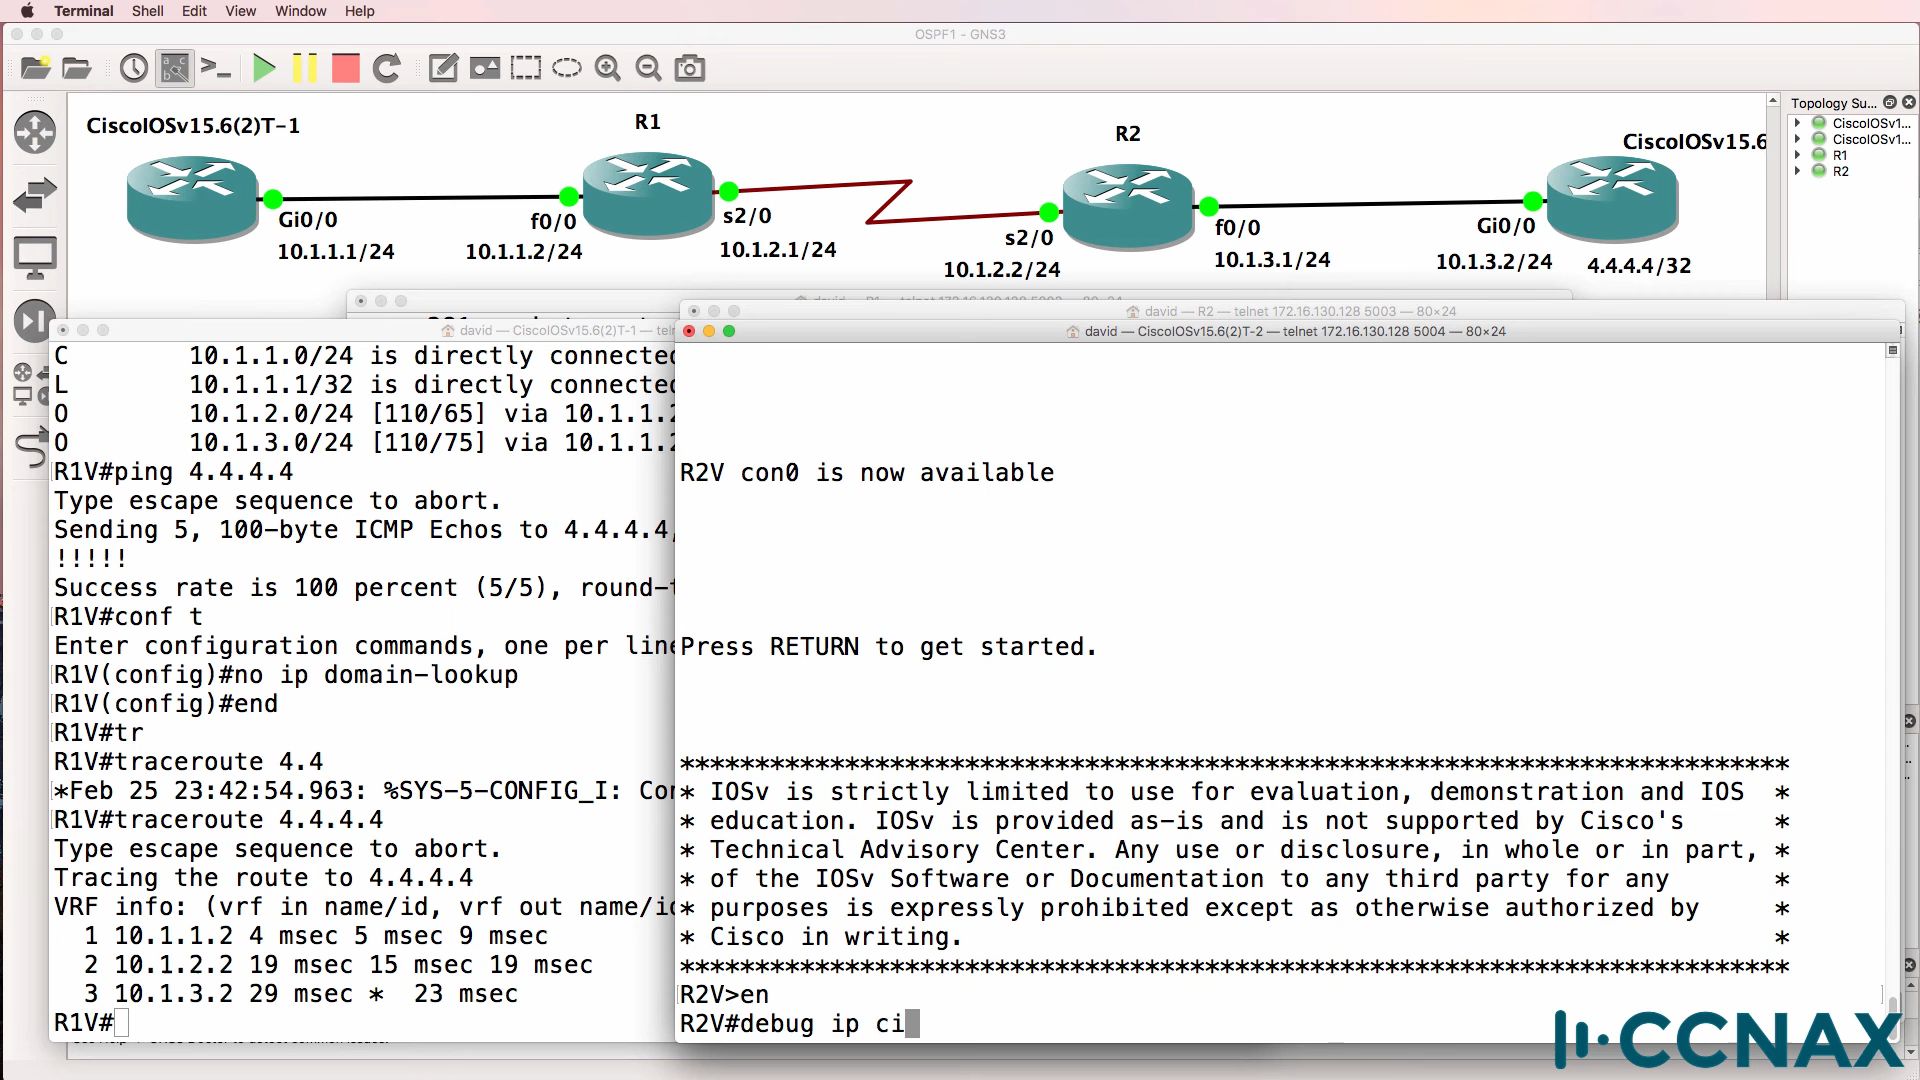 Terminal Shell Edit View Window Help
OSPF1 - GNS3
Topology Su...
CiscoIOSv1...
CiscoIOSv1...
R1
R2
CiscoIOSv15.6(2)T-1
R1
R2
CiscoIOSv15.6
Gi0/0
10.1.1.1/24
f0/0
10.1.1.2/24
s2/0
10.1.2.1/24
s2/0
10.1.2.2/24
f0/0
10.1.3.1/24
Gi0/0
10.1.3.2/24
4.4.4.4/32
david — R2 — telnet 172.16.130.128 5003 — 80×24
david — CiscoIOSv15.6(2)T-1 — teln
C 10.1.1.0/24 is directly connected
L 10.1.1.1/32 is directly connected
O 10.1.2.0/24 [110/65] via 10.1.1.2
O 10.1.3.0/24 [110/75] via 10.1.1.2
R1V#ping 4.4.4.4
Type escape sequence to abort.
Sending 5, 100-byte ICMP Echos to 4.4.4.4,
!!!!!
Success rate is 100 percent (5/5), round-t
R1V#conf t
Enter configuration commands, one per line
R1V(config)#no ip domain-lookup
R1V(config)#end
R1V#tr
R1V#traceroute 4.4
*Feb 25 23:42:54.963: %SYS-5-CONFIG_I: Con
R1V#traceroute 4.4.4.4
Type escape sequence to abort.
Tracing the route to 4.4.4.4
VRF info: (vrf in name/id, vrf out name/id
1 10.1.1.2 4 msec 5 msec 9 msec
2 10.1.2.2 19 msec 15 msec 19 msec
3 10.1.3.2 29 msec * 23 msec
R1V#
david — CiscoIOSv15.6(2)T-2 — telnet 172.16.130.128 5004 — 80×24
R2V con0 is now available
Press RETURN to get started.
**************************************************************************
* IOSv is strictly limited to use for evaluation, demonstration and IOS *
* education. IOSv is provided as-is and is not supported by Cisco's *
* Technical Advisory Center. Any use or disclosure, in whole or in part, *
* of the IOSv Software or Documentation to any third party for any *
* purposes is expressly prohibited except as otherwise authorized by *
* Cisco in writing. *
**************************************************************************
R2V>en
R2V#debug ip ci
CCNAX